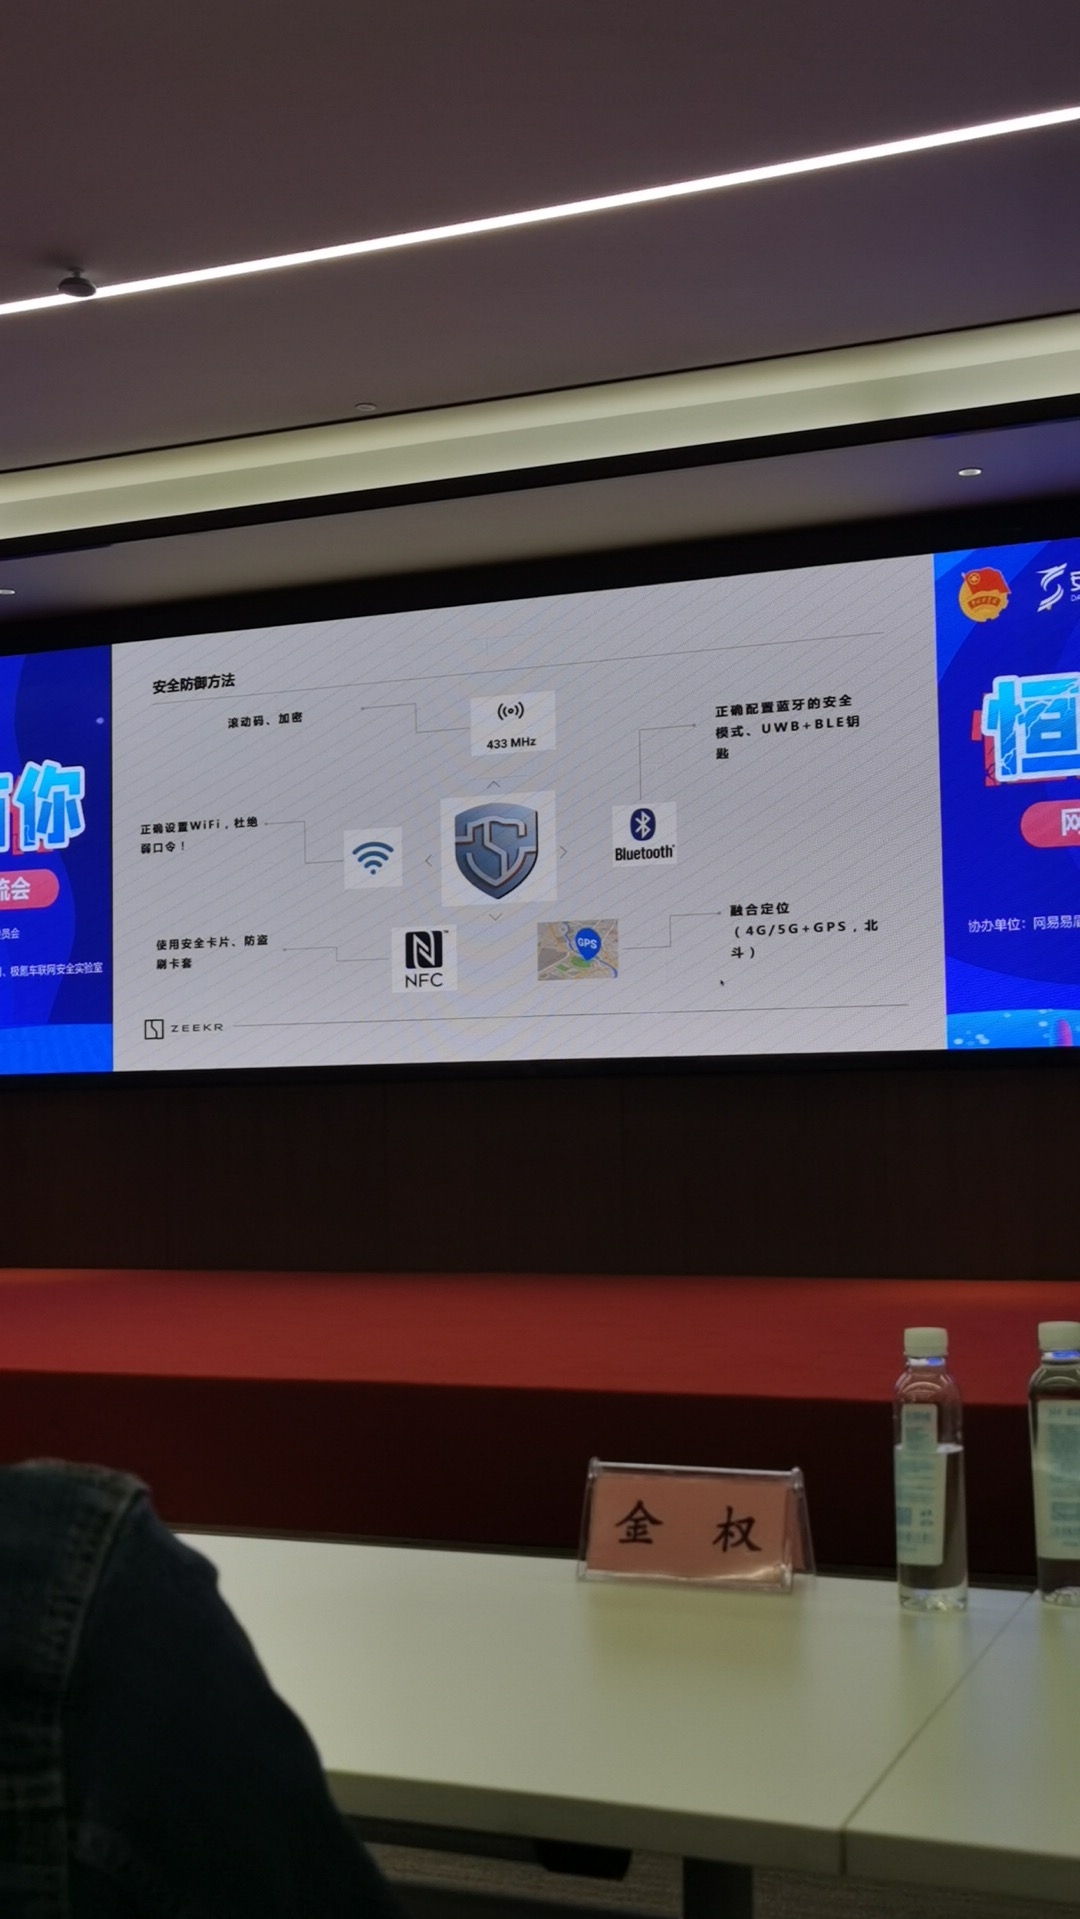 安全防御方法
滚动码、加密
433 MHz
正确配置蓝牙的安全
模式、UWB+BLE钥
匙
正确设置WiFi，杜绝
弱口令！
Bluetooth
使用安全卡片、防盗
刷卡套
NFC
GPS
融合定位
（4G/5G+GPS，北
斗）
ZEEKR
你
流会
员会
、极氪车联网安全实验室
恒
网
协办单位：网易易盾
金 权